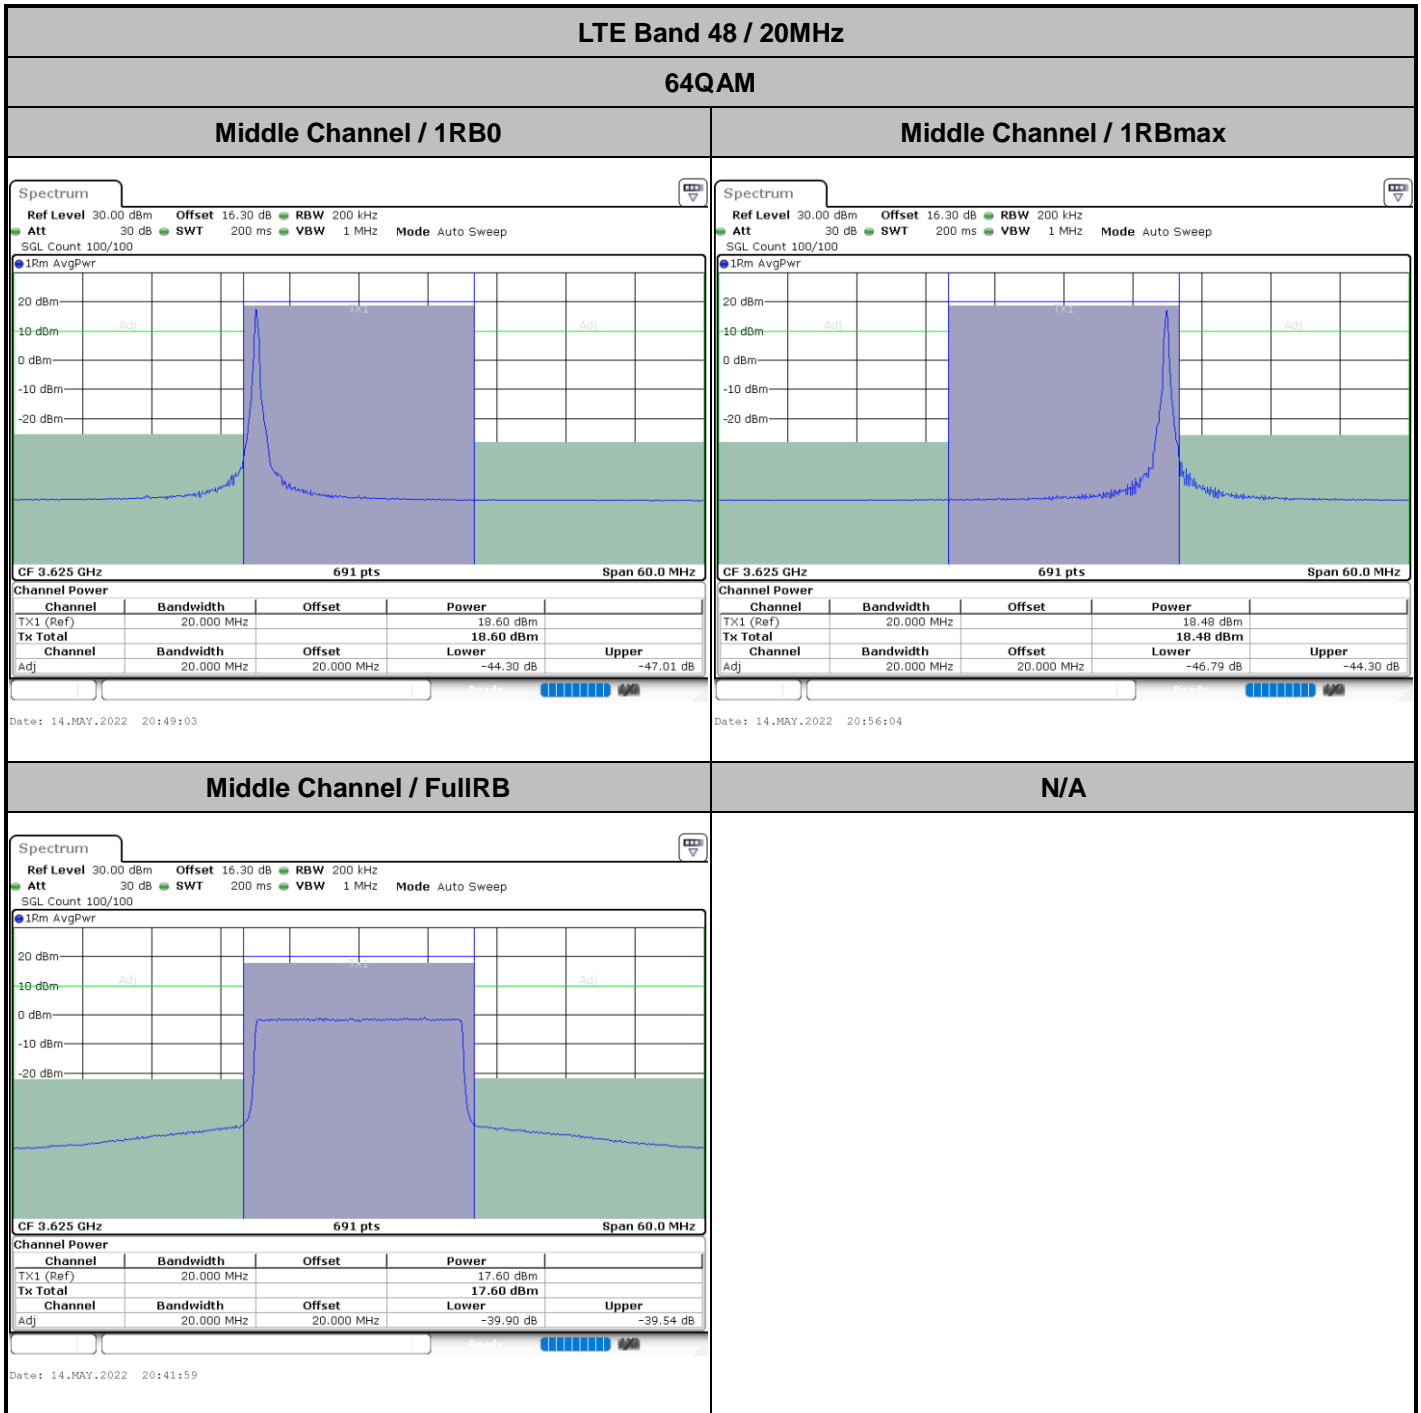 LTE Band 48 / 20MHz
64QAM
Middle Channel / 1RB0
Middle Channel / 1RBmax
Spectrum
Ref Level 30.00 dBm Offset 16.30 dB RBW 200 kHz
Att 30 dB SWT 200 ms VBW 1 MHz Mode Auto Sweep
SGL Count 100/100
1Rm AvgPwr
TX1
20 dBm
Adj
Adj
10 dBm
0 dBm
-10 dBm
-20 dBm
CF 3.625 GHz 691 pts Span 60.0 MHz
Channel Power
Channel Bandwidth Offset Power
TX1 (Ref) 20.000 MHz 18.60 dBm
Tx Total 18.60 dBm
Channel Bandwidth Offset Lower Upper
Adj 20.000 MHz 20.000 MHz -44.30 dB -47.01 dB
Ready
Date: 14.MAY.2022 20:49:03
Spectrum
Ref Level 30.00 dBm Offset 16.30 dB RBW 200 kHz
Att 30 dB SWT 200 ms VBW 1 MHz Mode Auto Sweep
SGL Count 100/100
1Rm AvgPwr
TX1
20 dBm
Adj
Adj
10 dBm
0 dBm
-10 dBm
-20 dBm
CF 3.625 GHz 691 pts Span 60.0 MHz
Channel Power
Channel Bandwidth Offset Power
TX1 (Ref) 20.000 MHz 18.48 dBm
Tx Total 18.48 dBm
Channel Bandwidth Offset Lower Upper
Adj 20.000 MHz 20.000 MHz -46.79 dB -44.30 dB
Ready
Date: 14.MAY.2022 20:56:04
Middle Channel / FullRB
N/A
Spectrum
Ref Level 30.00 dBm Offset 16.30 dB RBW 200 kHz
Att 30 dB SWT 200 ms VBW 1 MHz Mode Auto Sweep
SGL Count 100/100
1Rm AvgPwr
20 dBm
TX1
Adj
Adj
10 dBm
0 dBm
-10 dBm
-20 dBm
CF 3.625 GHz 691 pts Span 60.0 MHz
Channel Power
Channel Bandwidth Offset Power
TX1 (Ref) 20.000 MHz 17.60 dBm
Tx Total 17.60 dBm
Channel Bandwidth Offset Lower Upper
Adj 20.000 MHz 20.000 MHz -39.90 dB -39.54 dB
Ready
Date: 14.MAY.2022 20:41:59